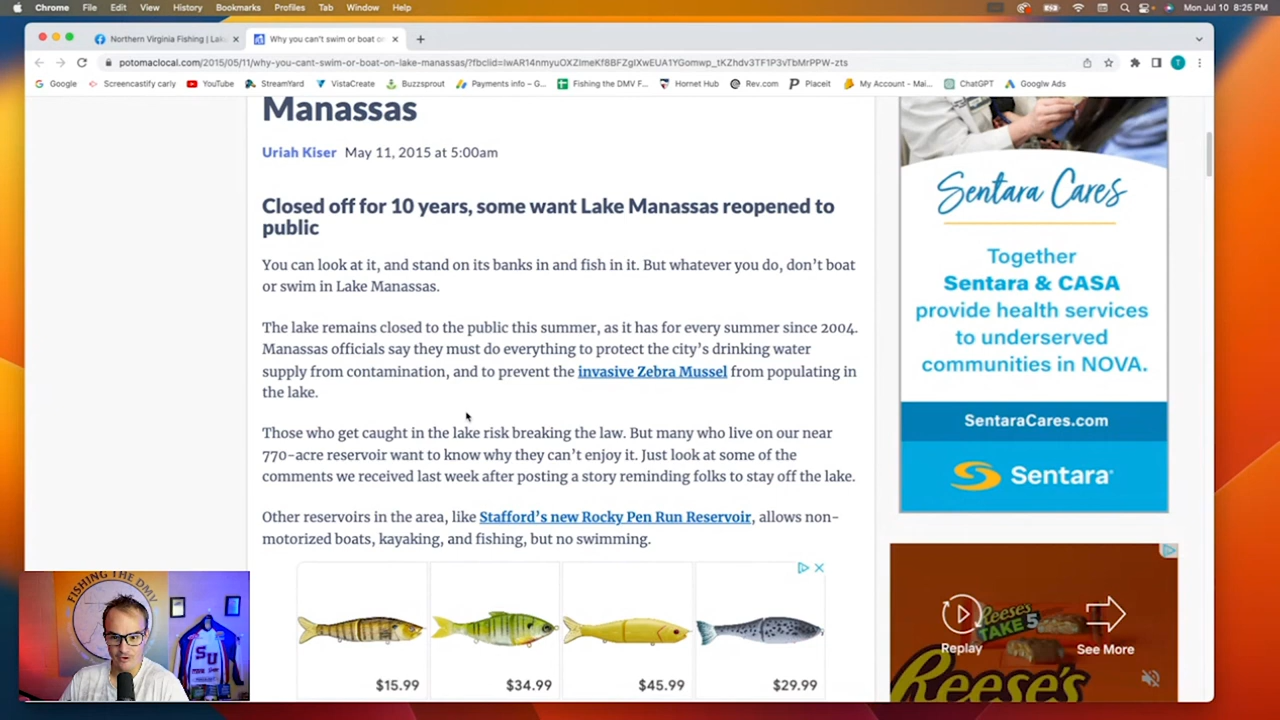 Chrome File Edit View History Bookmarks Profiles Tab Window Help Mon Jul 10 8:25 PM
Northern Virginia Fishing | Lak Why you can't swim or boat on
potomaclocal.com/2015/05/11/why-you-cant-swim-or-boat-on-lake-manassas/?fbclid=
Google Screencastify carly YouTube StreamYard VistaCreate Buzzsprout Payments info – G... Fishing the DMV F... Hornet Hub Rev.com Placeit My Account - Mai... ChatGPT Google Ads
Manassas
Uriah Kiser May 11, 2015 at 5:00am
Closed off for 10 years, some want Lake Manassas reopened to
public
You can look at it, and stand on its banks in and fish in it. But whatever you do, don't boat
or swim in Lake Manassas.
The lake remains closed to the public this summer, as it has for every summer since 2004.
Manassas officials say they must do everything to protect the city's drinking water
supply from contamination, and to prevent the invasive Zebra Mussel from populating in
the lake.
Those who get caught in the lake risk breaking the law. But many who live on our near
770-acre reservoir want to know why they can't enjoy it. Just look at some of the
comments we received last week after posting a story reminding folks to stay off the lake.
Other reservoirs in the area, like Stafford's new Rocky Pen Run Reservoir, allows non-
motorized boats, kayaking, and fishing, but no swimming.
$15.99 $34.99 $45.99 $29.99
Sentara Cares
Together
Sentara & CASA
provide health services
to underserved
communities in NOVA.
SentaraCares.com
Sentara
REESE'S
TAKE 5
Replay See More
REESE'S
FISHING THE DMV
SU